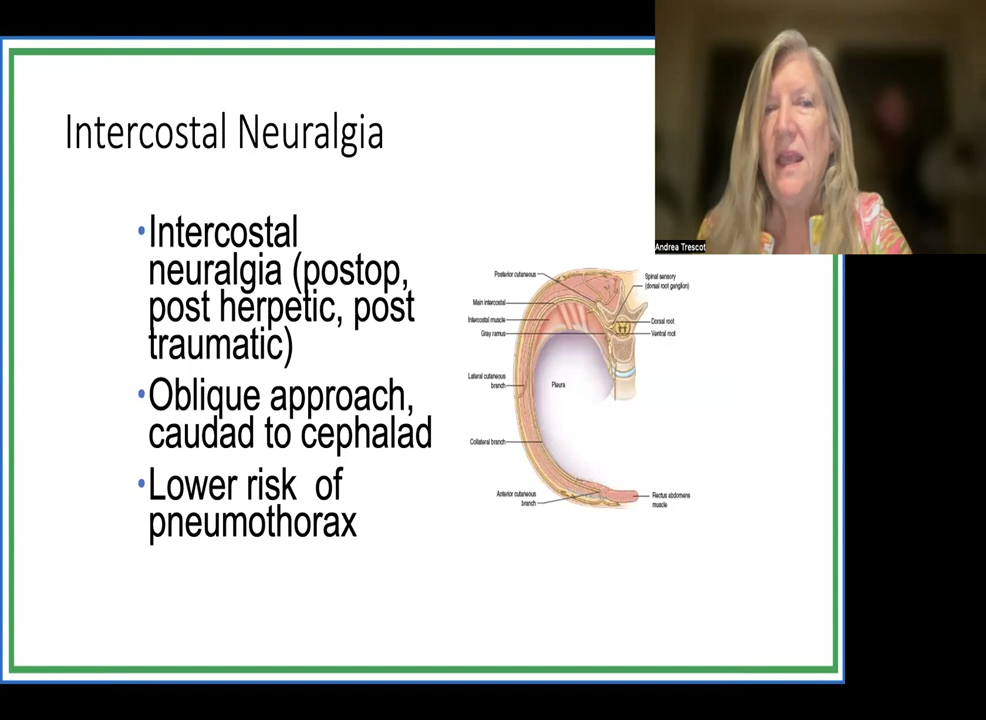 Intercostal Neuralgia
•Intercostal
neuralgia (postop,
post herpetic, post
traumatic)
•Oblique approach,
caudad to cephalad
•Lower risk of
pneumothorax
Andrea Trescot
Posterior cutaneous
Main intercostal
Intercostal muscle
Gray ramus
Lateral cutaneous
branch
Collateral branch
Anterior cutaneous
branch
Pleura
Spinal sensory
(dorsal root ganglion)
Dorsal root
Ventral root
Rectus abdomens
muscle